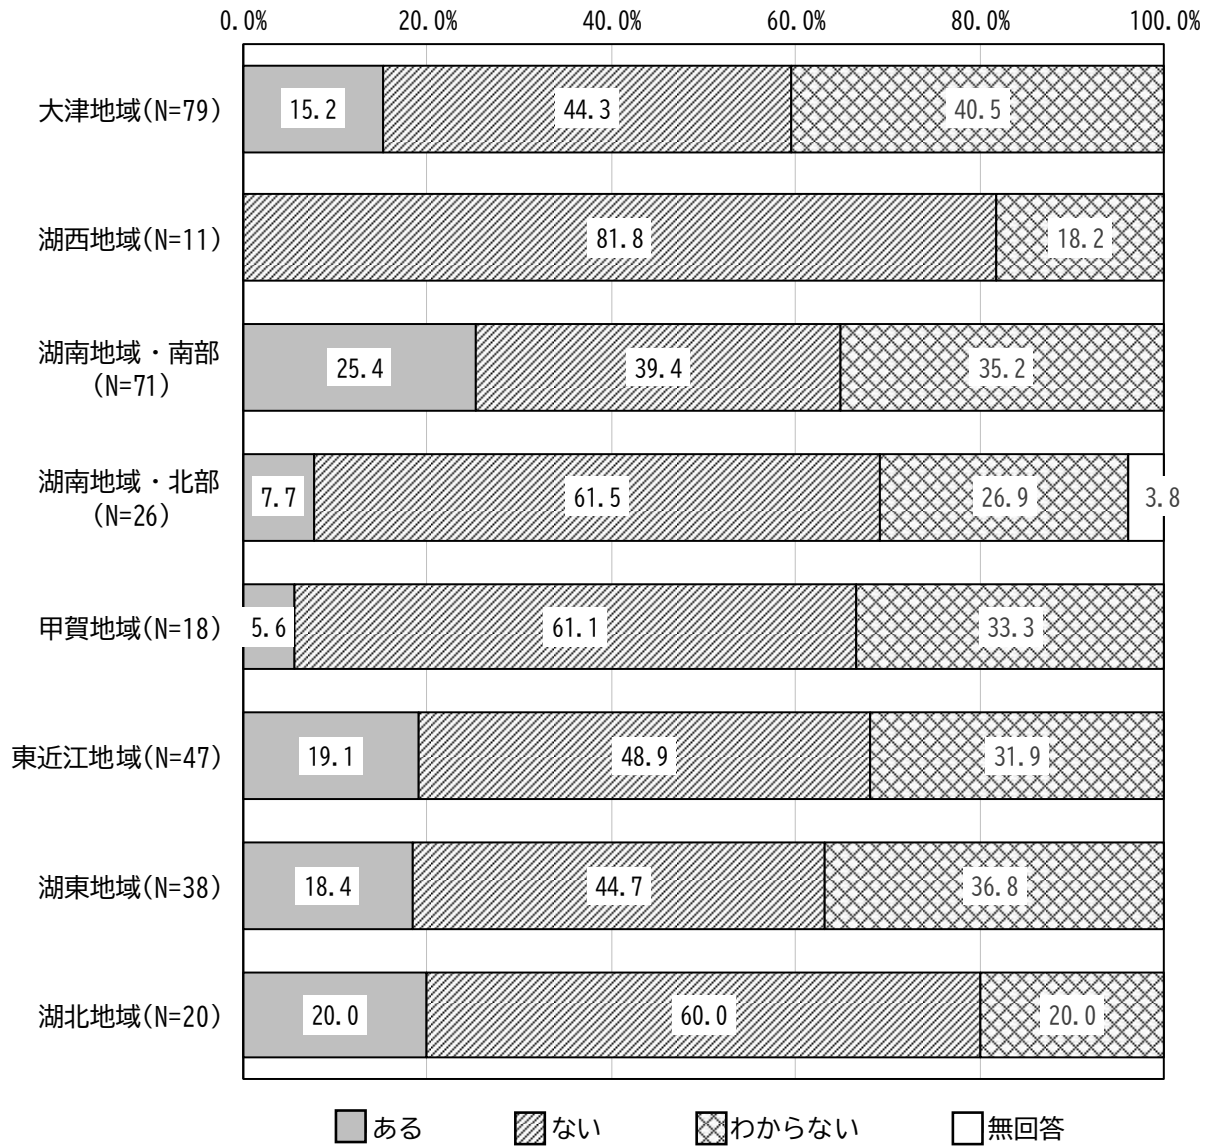 0.0% 20.0% 40.0% 60.0% 80.0% 100.0%
大津地域(N=79) 15.2 44.3 40.5
湖西地域(N=11) 81.8 18.2
湖南地域・南部
(N=71) 25.4 39.4 35.2
湖南地域・北部
(N=26) 7.7 61.5 26.9 3.8
甲賀地域(N=18) 5.6 61.1 33.3
東近江地域(N=47) 19.1 48.9 31.9
湖東地域(N=38) 18.4 44.7 36.8
湖北地域(N=20) 20.0 60.0 20.0
ある ない わからない 無回答